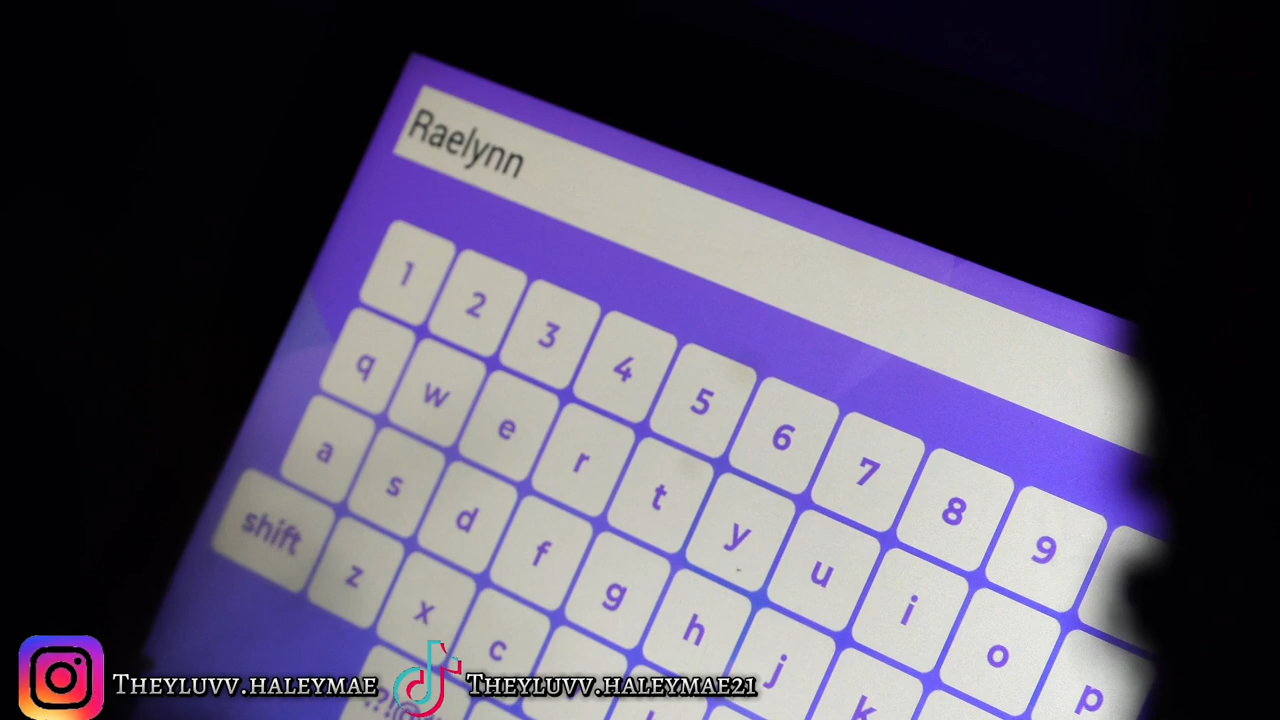 Raelynn
1 2 3 4 5 6 7 8 9
q w e r t y u i o p
a s d f g h j k
shift z x c
?!@
Theyluvv.haleymae Theyluvv.haleymae21